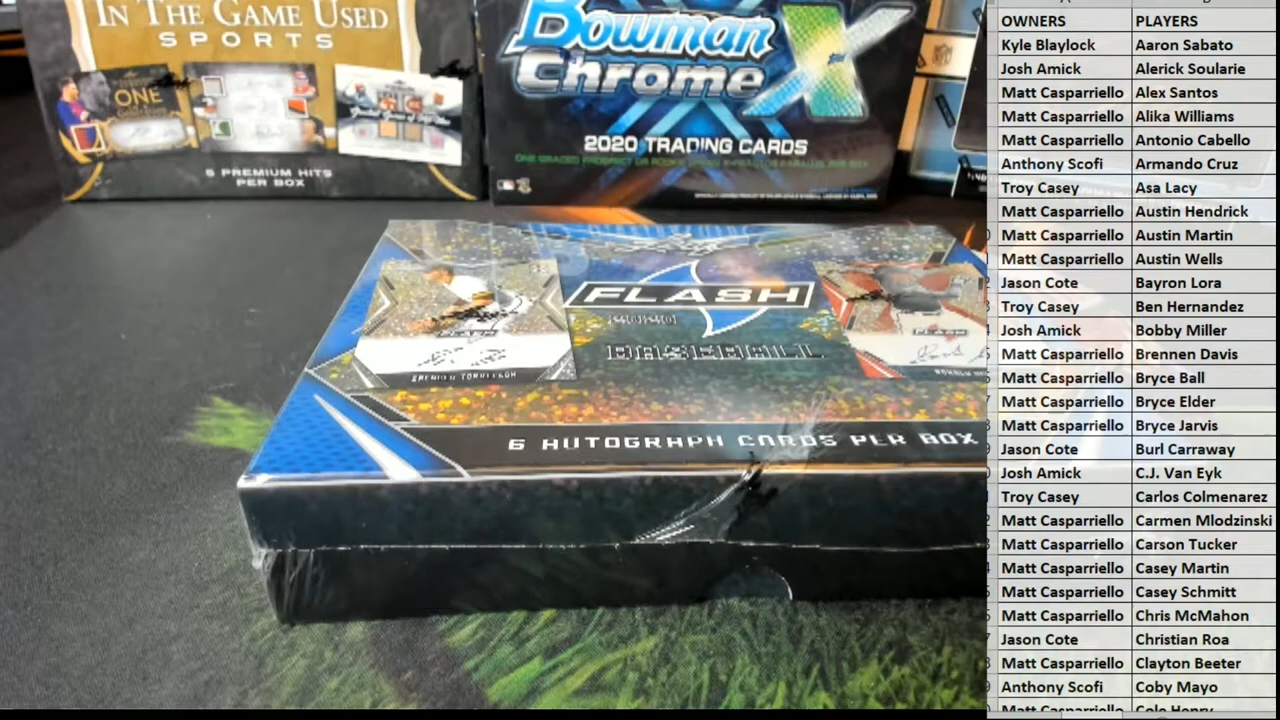 IN THE GAME USED
SPORTS
ONE
5 PREMIUM HITS
PER BOX
Bowman
Chrome X
2020 TRADING CARDS
FLASH
BASEBALL
6 AUTOGRAPH CARDS PER BOX
FLASH
FLASH
OWNERS PLAYERS
Kyle Blaylock Aaron Sabato
Josh Amick Alerick Soularie
Matt Casparriello Alex Santos
Matt Casparriello Alika Williams
Matt Casparriello Antonio Cabello
Anthony Scofi Armando Cruz
Troy Casey Asa Lacy
Matt Casparriello Austin Hendrick
Matt Casparriello Austin Martin
Matt Casparriello Austin Wells
Jason Cote Bayron Lora
Troy Casey Ben Hernandez
Josh Amick Bobby Miller
Matt Casparriello Brennen Davis
Matt Casparriello Bryce Ball
Matt Casparriello Bryce Elder
Matt Casparriello Bryce Jarvis
Jason Cote Burl Carraway
Josh Amick C.J. Van Eyk
Troy Casey Carlos Colmenarez
Matt Casparriello Carmen Mlodzinski
Matt Casparriello Carson Tucker
Matt Casparriello Casey Martin
Matt Casparriello Casey Schmitt
Matt Casparriello Chris McMahon
Jason Cote Christian Roa
Matt Casparriello Clayton Beeter
Anthony Scofi Coby Mayo
Matt Casparriello Cole Henry